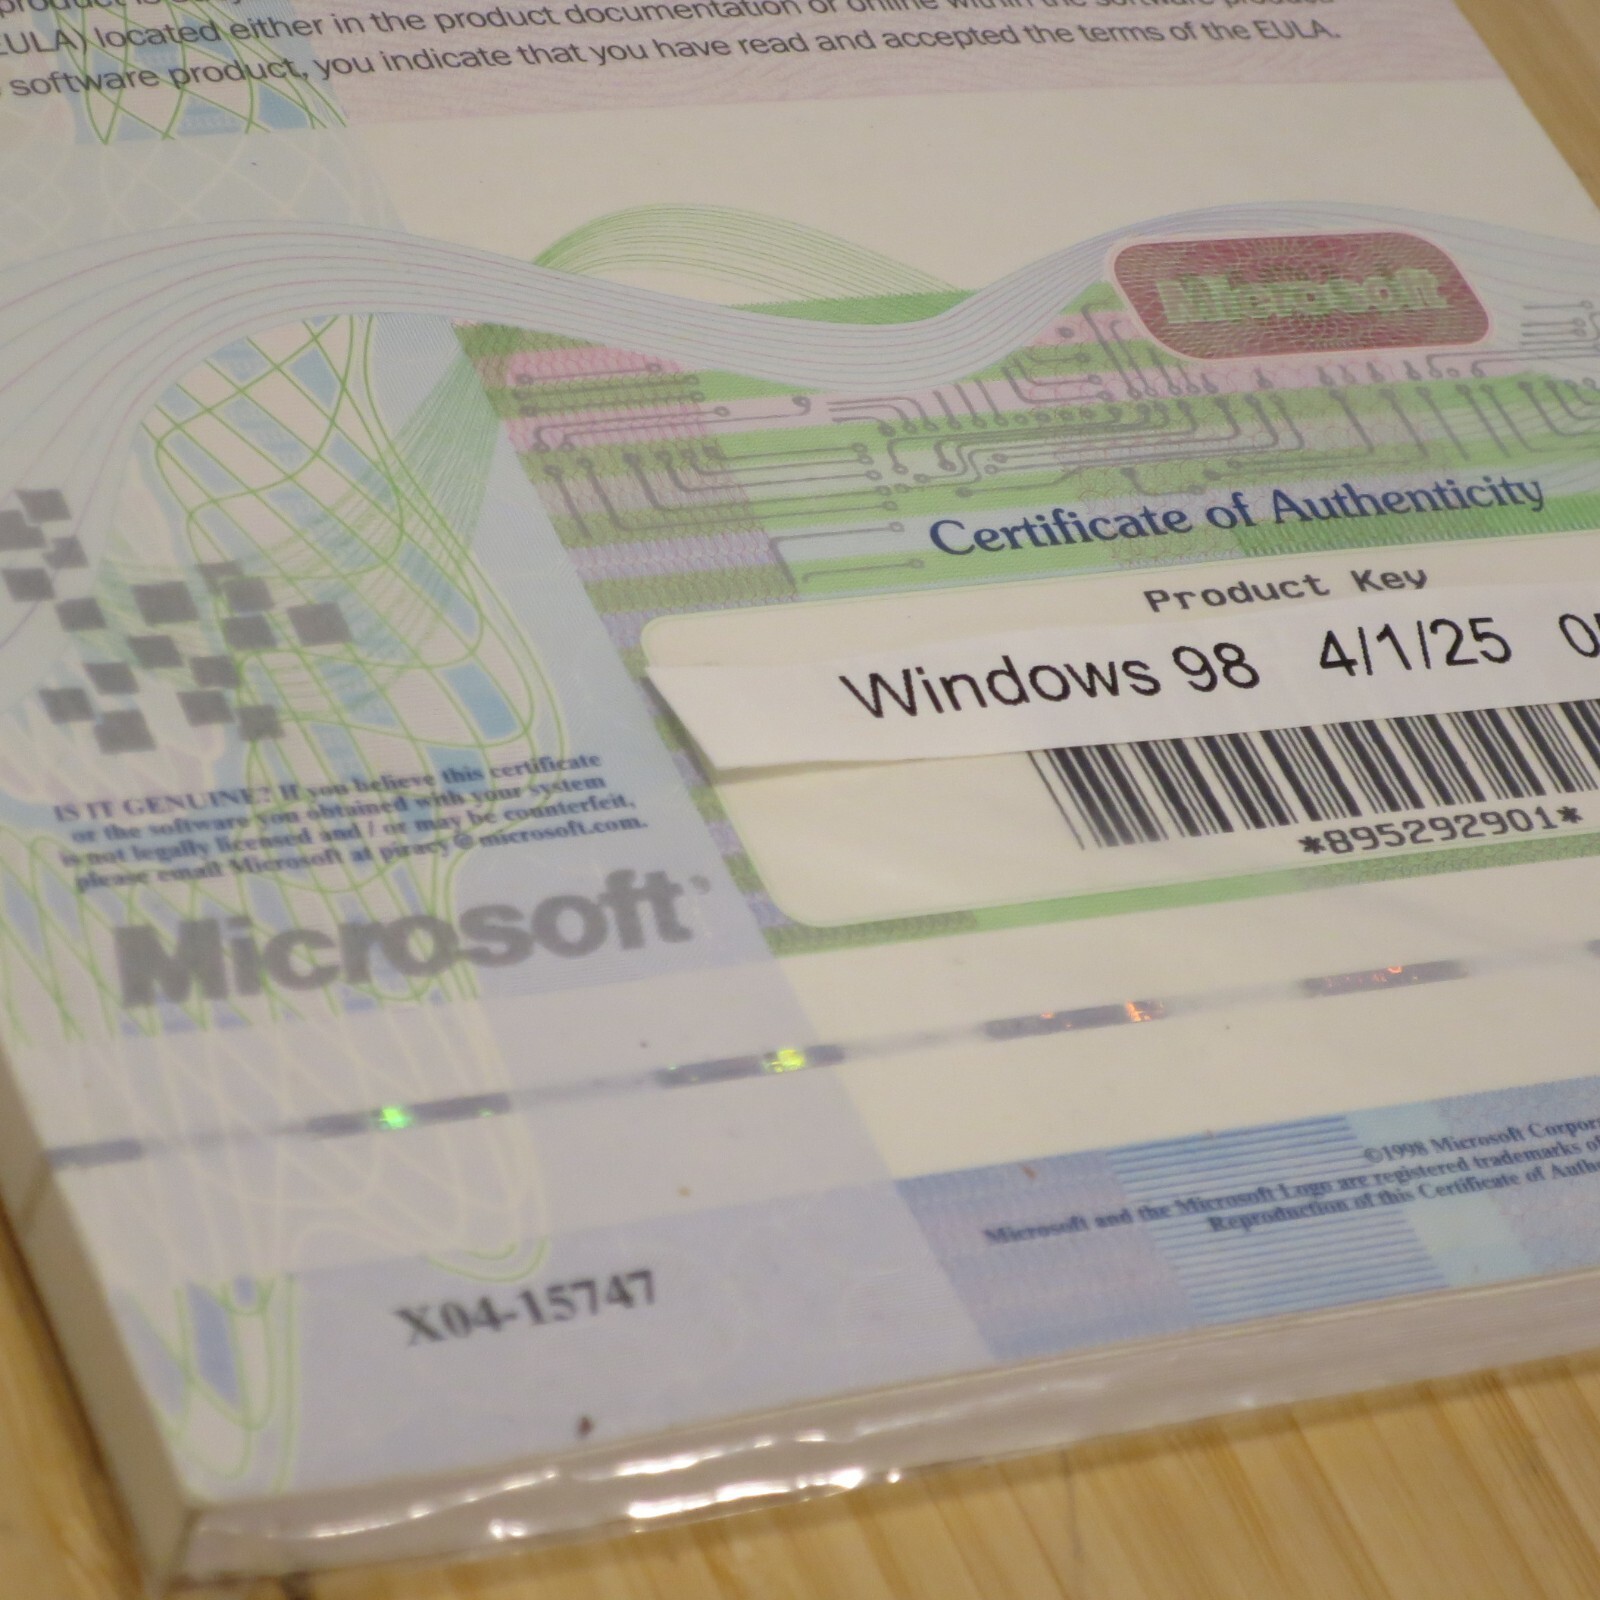 (EULA) located either in the product documentation or online within the software
software product, you indicate that you have read and accepted the terms of the EULA.
Microsoft
Certificate of Authenticity
Product Key
Windows 98 4/1/25
*895292901*
IS IT GENUINE? If you believe this certificate
or the software you obtained with your system
is not legally licensed and / or may be counterfeit,
please email Microsoft at piracy@microsoft.com.
Microsoft
©1998 Microsoft
Microsoft and the Microsoft Logo are registered trademarks of
Reproduction of this Certificate of
X04-15747